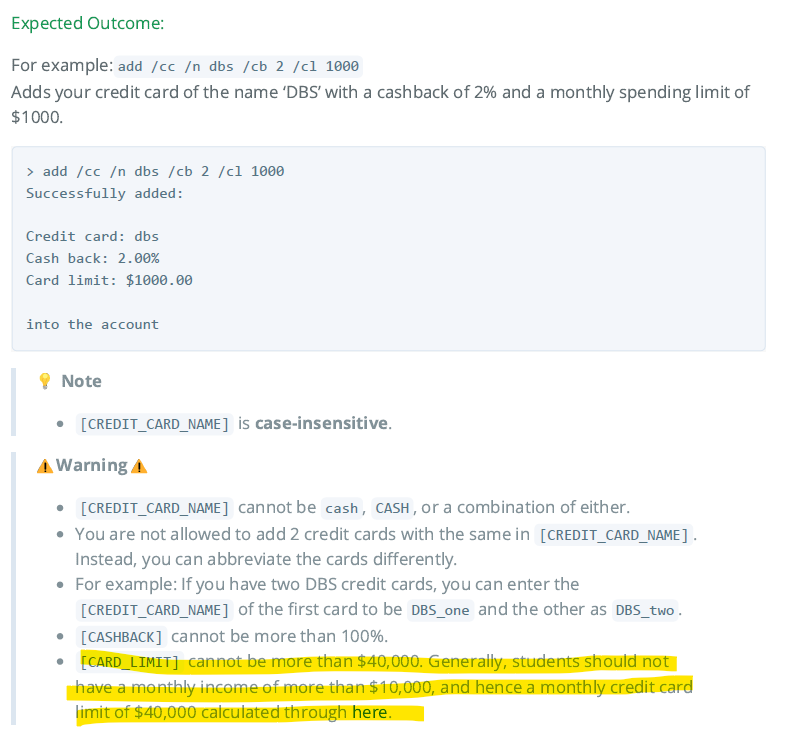 Expected Outcome:
For example: add /cc /n dbs /cb 2 /cl 1000
Adds your credit card of the name ‘DBS’ with a cashback of 2% and a monthly spending limit of
$1000.
> add /cc /n dbs /cb 2 /cl 1000
Successfully added:
Credit card: dbs
Cash back: 2.00%
Card limit: $1000.00
into the account
💡 Note
• [CREDIT_CARD_NAME] is case-insensitive.
⚠️Warning⚠️
• [CREDIT_CARD_NAME] cannot be cash, CASH, or a combination of either.
• You are not allowed to add 2 credit cards with the same in [CREDIT_CARD_NAME].
Instead, you can abbreviate the cards differently.
• For example: If you have two DBS credit cards, you can enter the
[CREDIT_CARD_NAME] of the first card to be DBS_one and the other as DBS_two.
• [CASHBACK] cannot be more than 100%.
• [CARD_LIMIT] cannot be more than $40,000. Generally, students should not
have a monthly income of more than $10,000, and hence a monthly credit card
limit of $40,000 calculated through here.